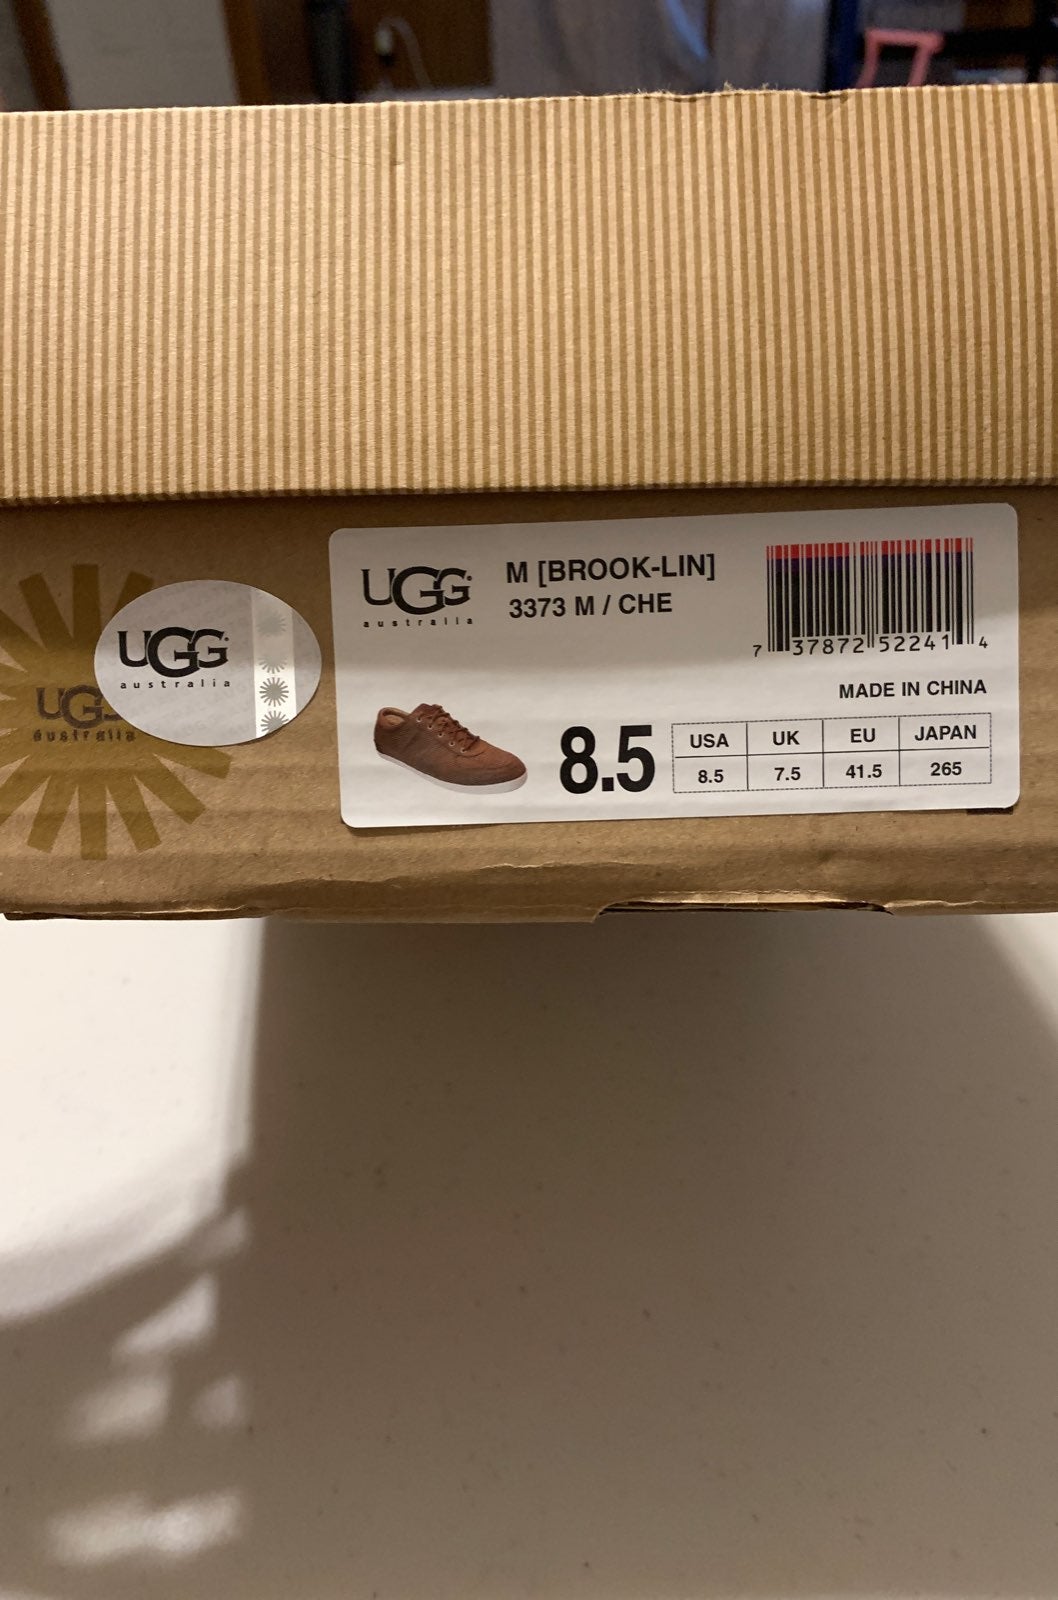 UGG
australia
UGG
australia
UGG
australia
M [BROOK-LIN]
3373 M / CHE
7 37872 52241 4
MADE IN CHINA
8.5
USA UK EU JAPAN
8.5 7.5 41.5 265